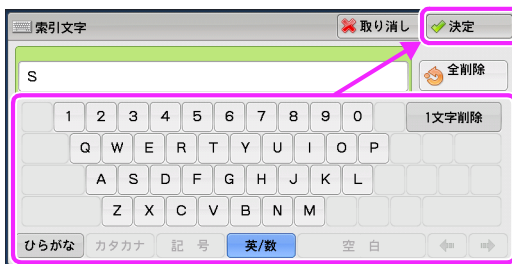 索引文字 取り消し 決定
S 全削除
1 2 3 4 5 6 7 8 9 0 1文字削除
Q W E R T Y U I O P
A S D F G H J K L
Z X C V B N M
ひらがな カタカナ 記 号 英/数 空 白